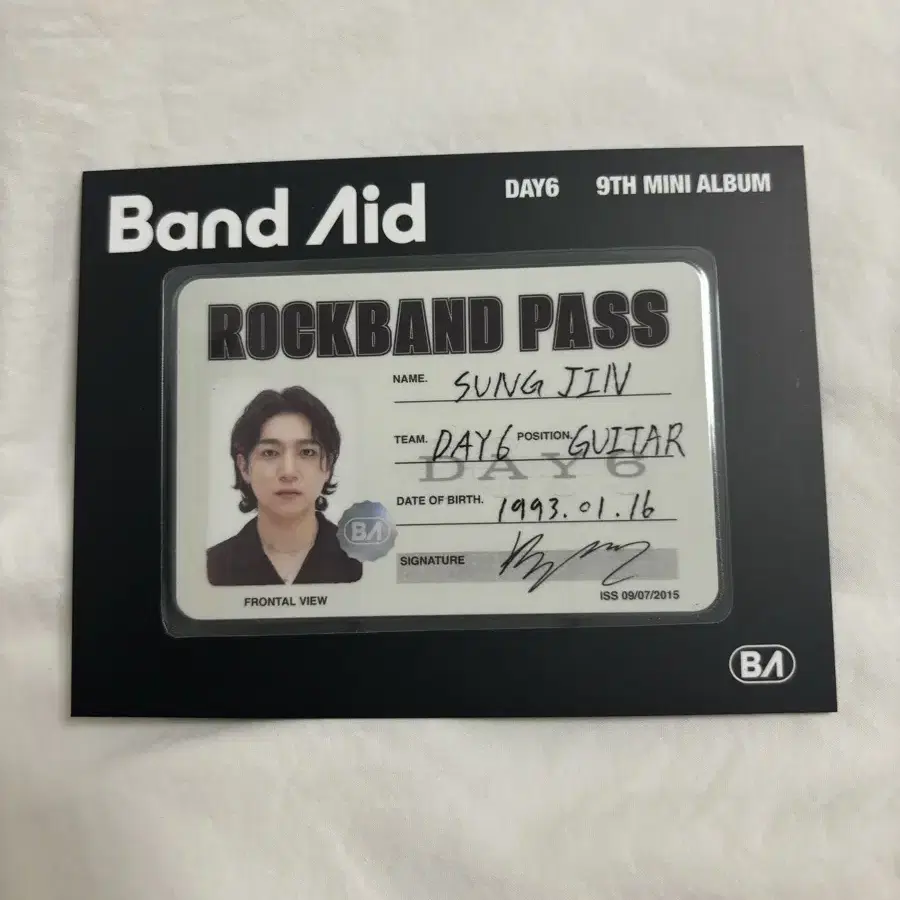 Band Aid
DAY6 9TH MINI ALBUM
ROCKBAND PASS
NAME. SUNG JIN
TEAM. DAY6 POSITION. GUITAR
DAY6
DATE OF BIRTH. 1993.01.16
BA
SIGNATURE
FRONTAL VIEW
ISS 09/07/2015
BA